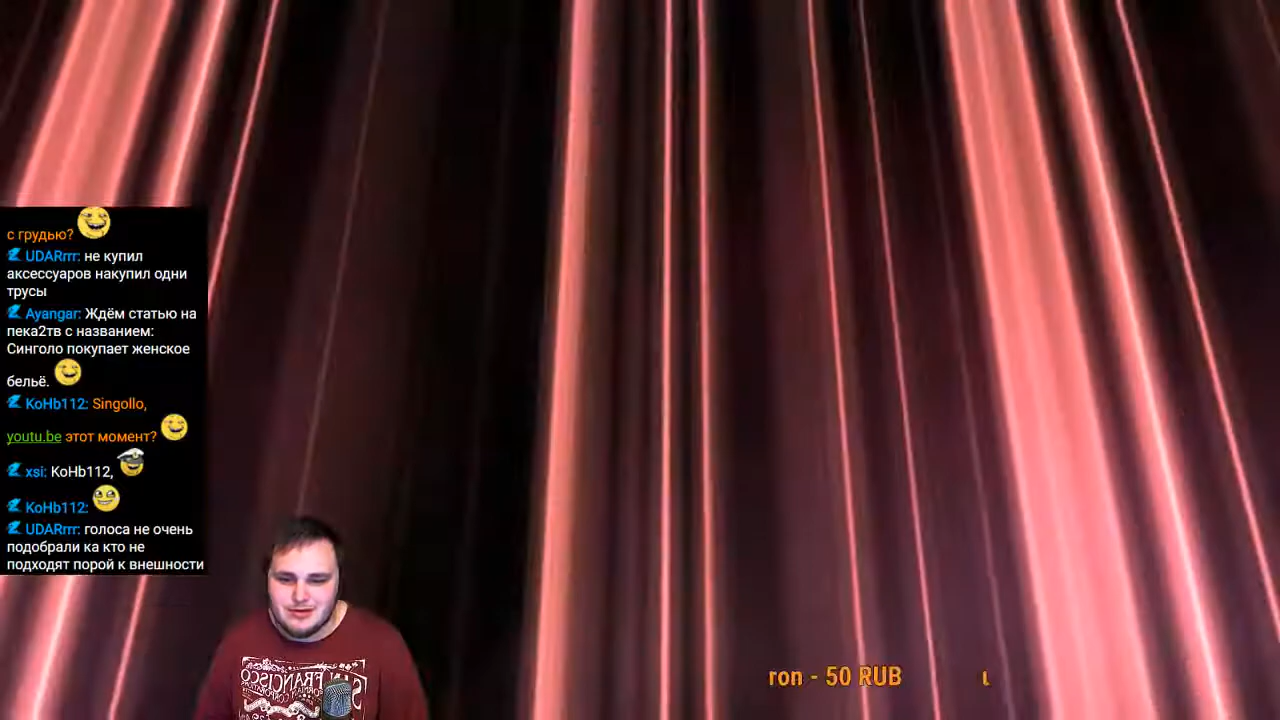 с грудью?
UDARrrr: не купил
аксессуаров накупил одни
трусы
Ayangar: Ждём статью на
пека2тв с названием:
Синголо покупает женское
бельё.
KoHb112: Singollo,
youtu.be этот момент?
xsi: KoHb112,
KoHb112:
UDARrrr: голоса не очень
подобрали ка кто не
подходят порой к внешности
SAN FRANCISCO
ron - 50 RUB